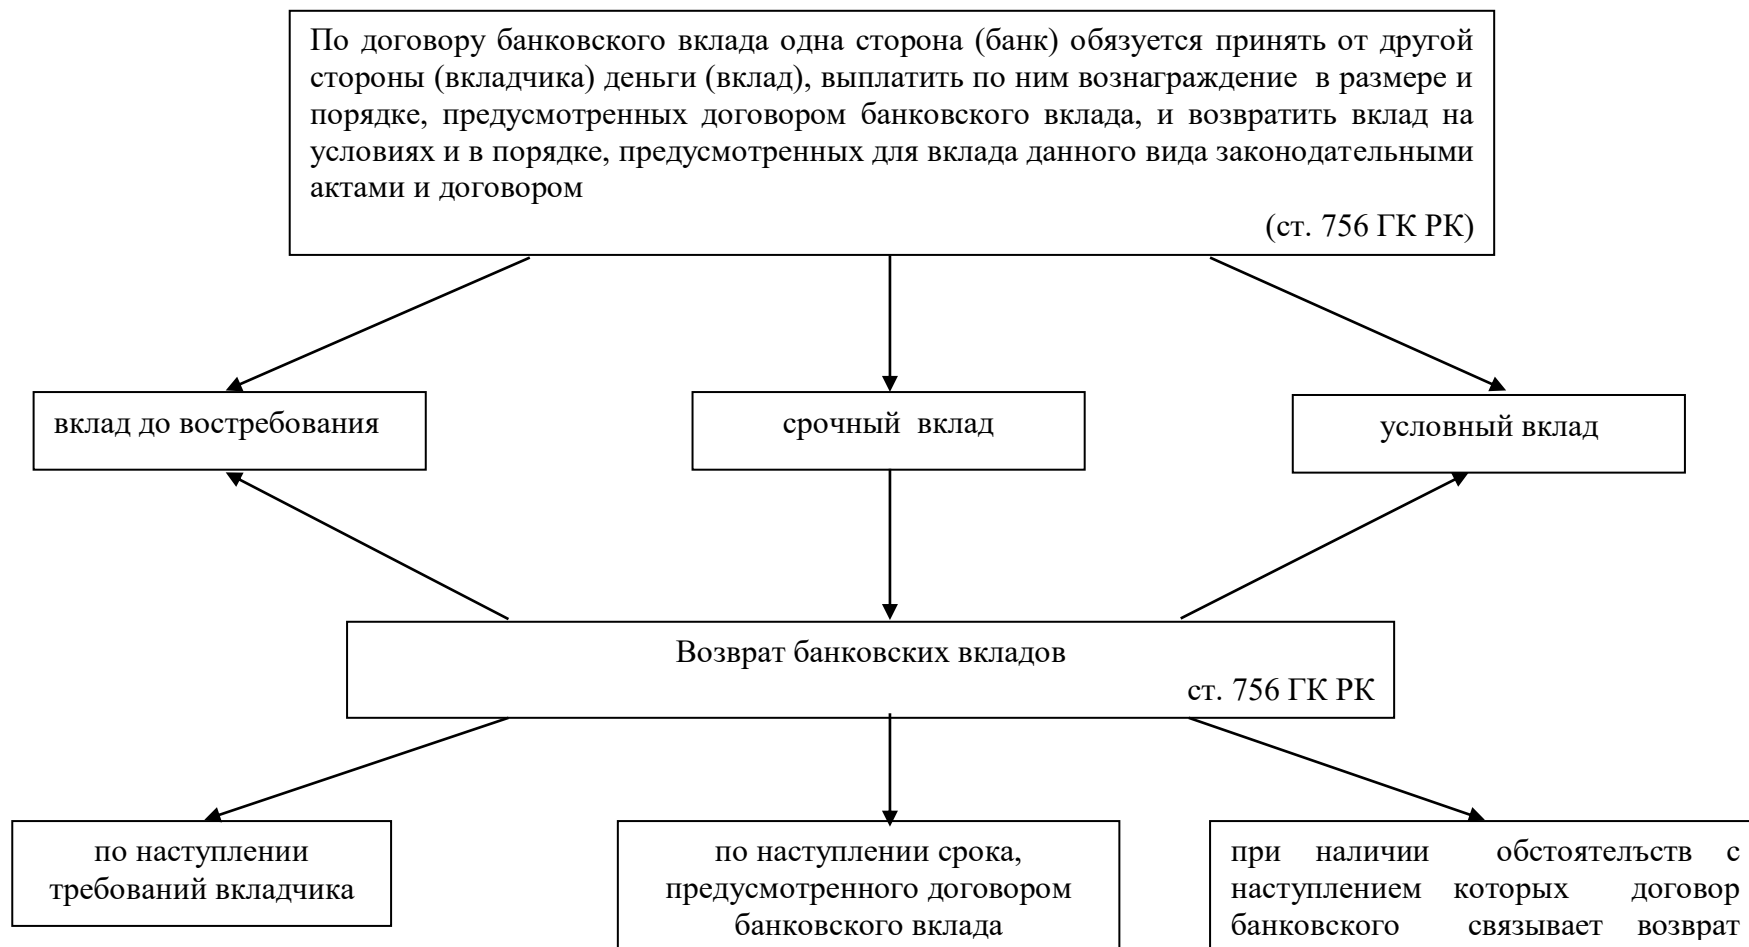 По договору банковского вклада одна сторона (банк) обязуется принять от другой
стороны (вкладчика) деньги (вклад), выплатить по ним вознаграждение в размере и
порядке, предусмотренных договором банковского вклада, и возвратить вклад на
условиях и в порядке, предусмотренных для вклада данного вида законодательными
актами и договором
(ст. 756 ГК РК)
вклад до востребования
срочный вклад
условный вклад
Возврат банковских вкладов
ст. 756 ГК РК
по наступлении
требований вкладчика
по наступлении срока,
предусмотренного договором
банковского вклада
при наличии обстоятелъств с
наступлением которых договор
банковского связывает возврат